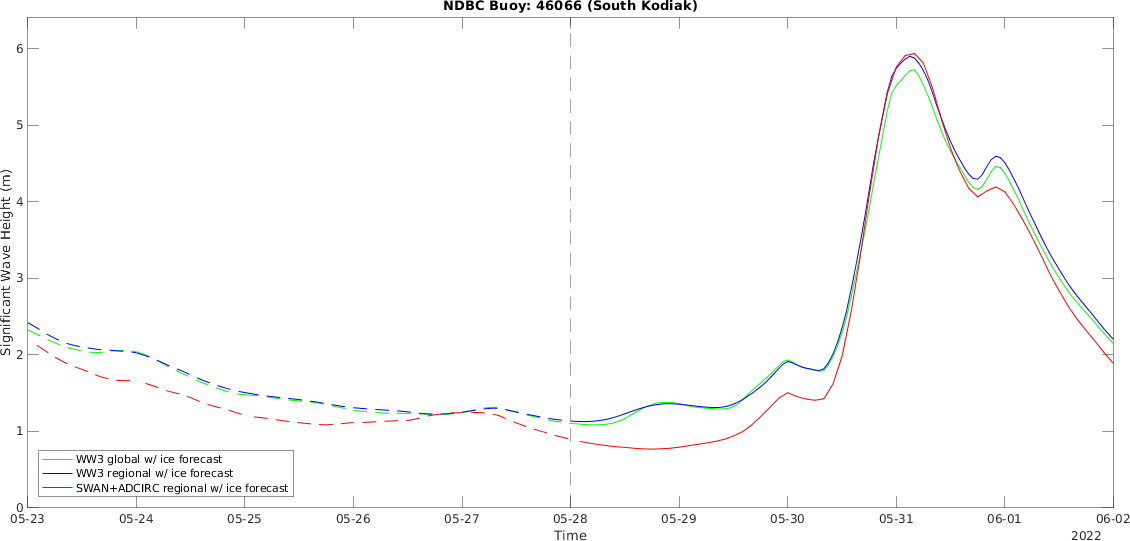 NDBC Buoy: 46066 (South Kodiak)
6
5
4
3
2
1
0
Significant Wave Height (m)
WW3 global w/ ice forecast
WW3 regional w/ ice forecast
SWAN+ADCIRC regional w/ ice forecast
05-23 05-24 05-25 05-26 05-27 05-28 05-29 05-30 05-31 06-01 06-02
Time
2022